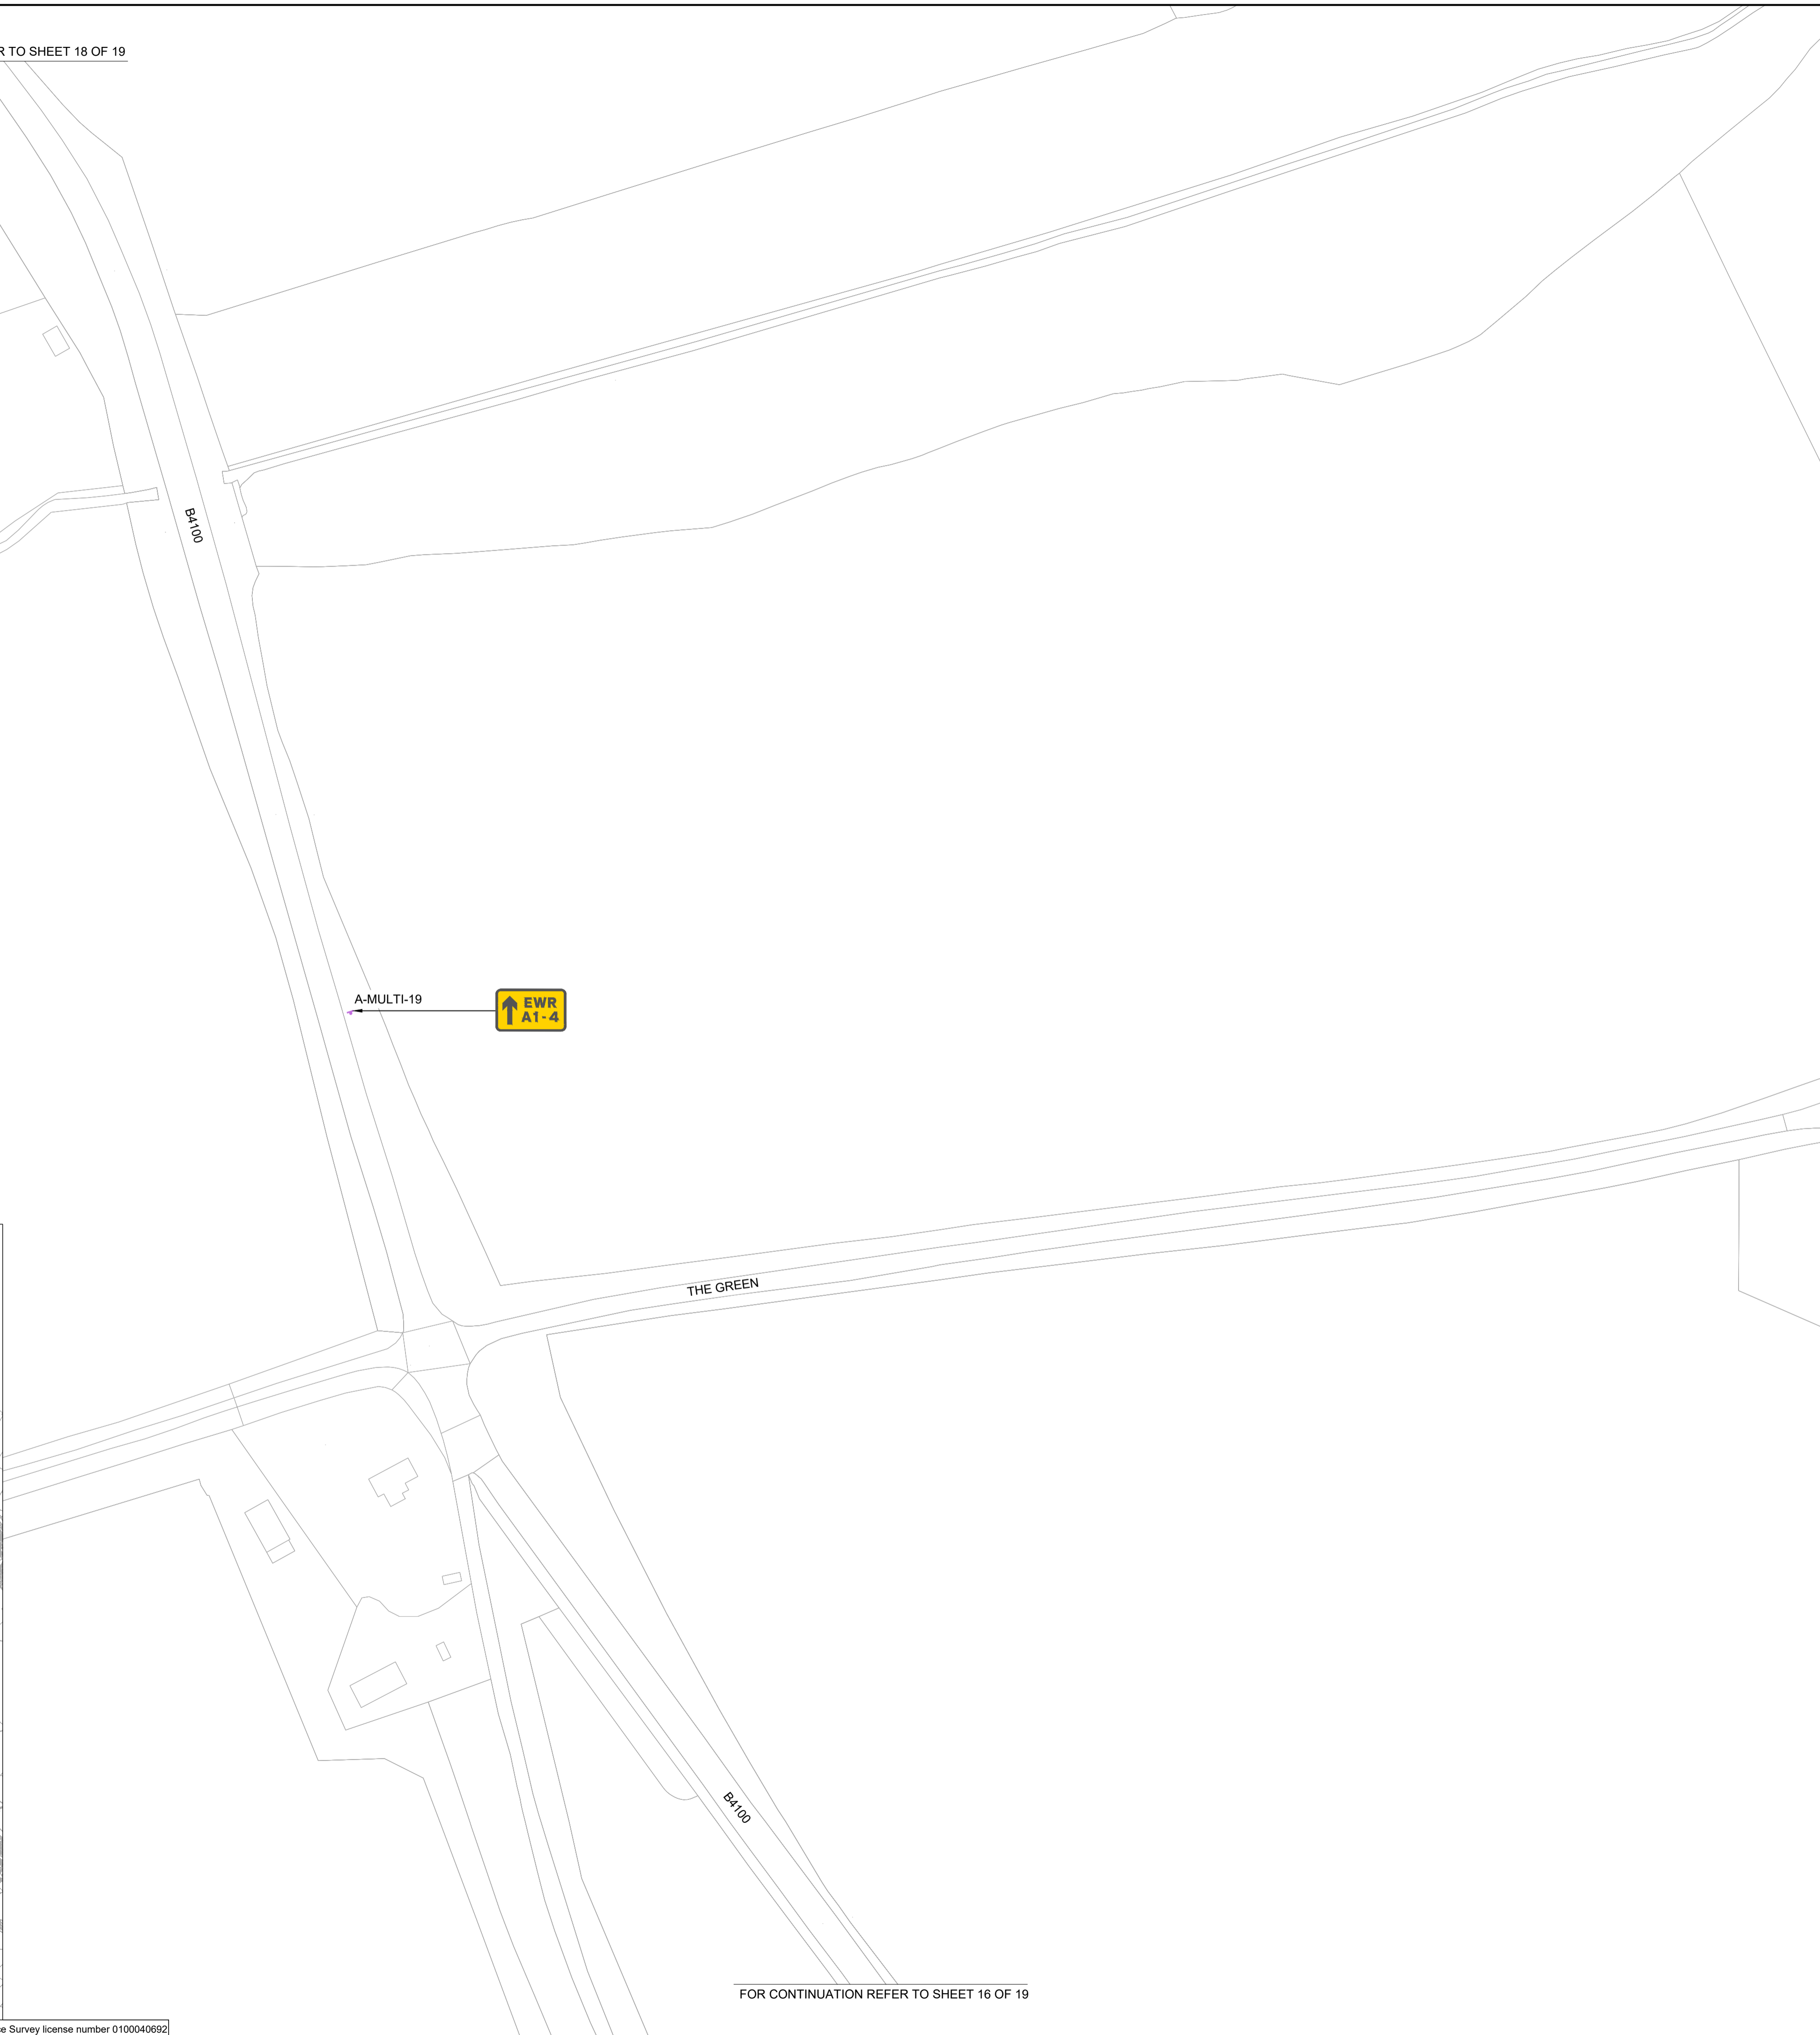 R TO SHEET 18 OF 19
B4100
A-MULTI-19
EWR
A1-4
THE GREEN
B4100
FOR CONTINUATION REFER TO SHEET 16 OF 19
Survey license number 0100040692